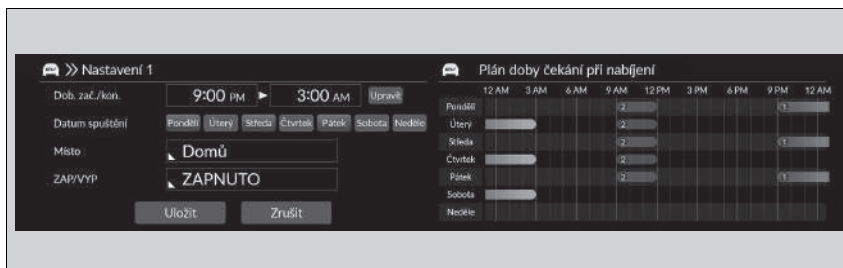 >> Nastavení 1
Dob. zač./kon.
9:00 PM ► 3:00 AM
Upravit
Datum spuštění
Pondělí Úterý Středa Čtvrtek Pátek Sobota Neděle
Místo
Domů
ZAP/VYP
ZAPNUTO
Uložit Zrušit
Plán doby čekání při nabíjení
12 AM 3 AM 6 AM 9 AM 12 PM 3 PM 6 PM 9 PM 12 AM
Pondělí 2 1
Úterý 2
Středa 2 1
Čtvrtek 2
Pátek 2 1
Sobota
Neděle